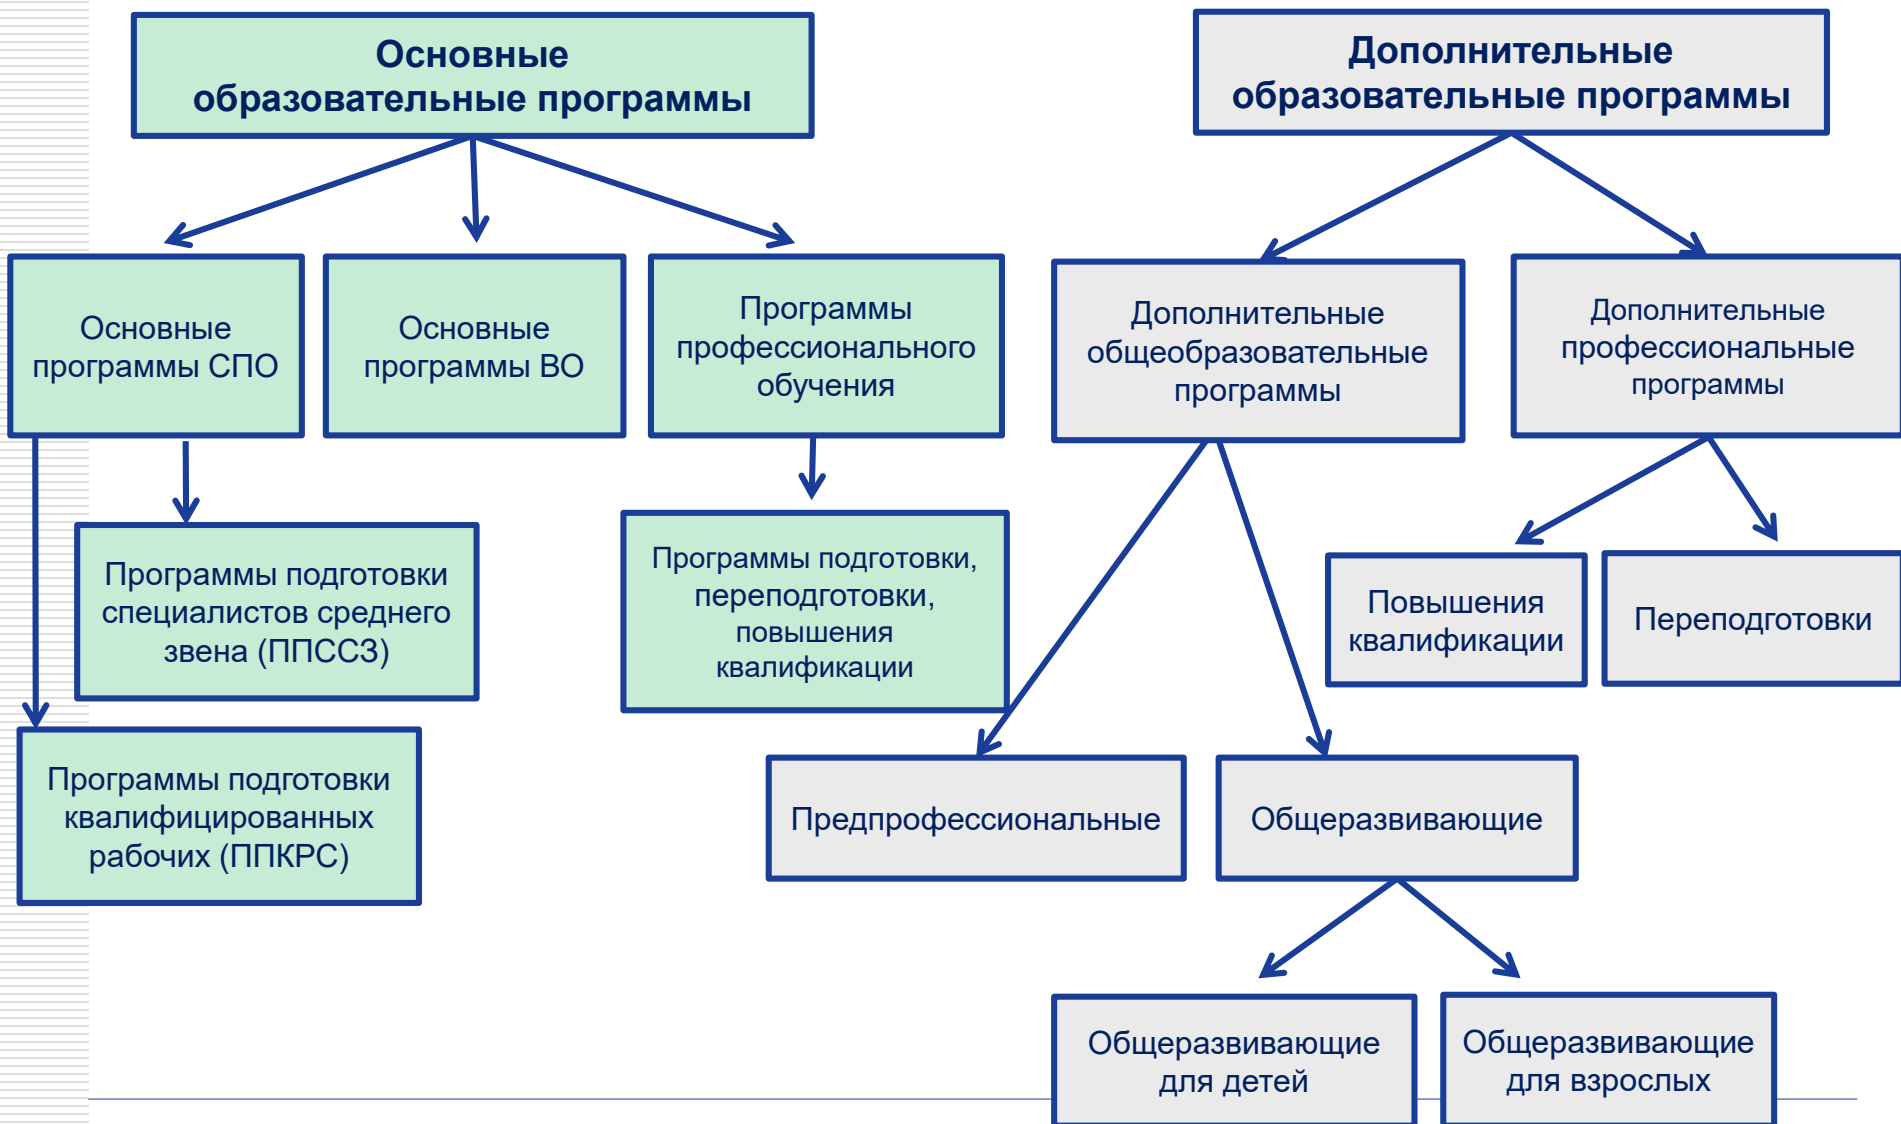 Основные
образовательные программы
Дополнительные
образовательные программы
Основные
программы СПО
Основные
программы ВО
Программы
профессионального
обучения
Дополнительные
общеобразовательные
программы
Дополнительные
профессиональные
программы
Программы подготовки
специалистов среднего
звена (ППССЗ)
Программы подготовки,
переподготовки,
повышения
квалификации
Повышения
квалификации
Переподготовки
Программы подготовки
квалифицированных
рабочих (ППКРС)
Предпрофессиональные
Общеразвивающие
Общеразвивающие
для детей
Общеразвивающие
для взрослых